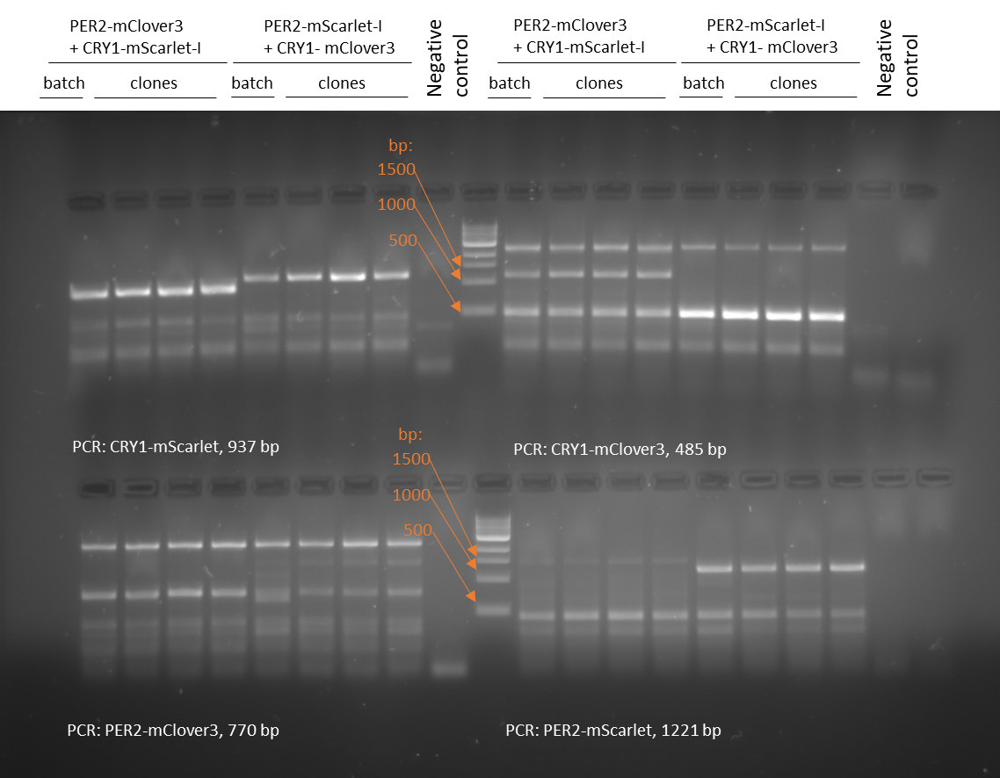 PER2-mClover3
+ CRY1-mScarlet-I
PER2-mScarlet-I
+ CRY1- mClover3
Negative
control
PER2-mClover3
+ CRY1-mScarlet-I
PER2-mScarlet-I
+ CRY1- mClover3
Negative
control
batch
clones
batch
clones
batch
clones
batch
clones
bp:
1500
1000
500
PCR: CRY1-mScarlet, 937 bp
PCR: CRY1-mClover3, 485 bp
bp:
1500
1000
500
PCR: PER2-mClover3, 770 bp
PCR: PER2-mScarlet, 1221 bp